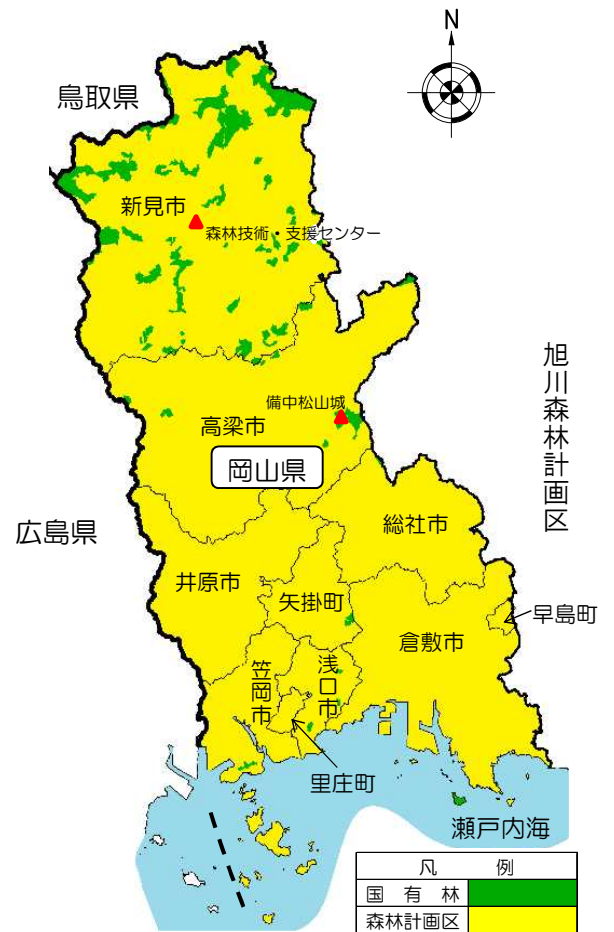 N
鳥取県
新見市
森林技術・支援センター
旭川森林計画区
備中松山城
高梁市
岡山県
広島県
総社市
井原市
矢掛町
早島町
倉敷市
笠岡市
浅口市
里庄町
瀬戸内海
凡 例
国有林
森林計画区